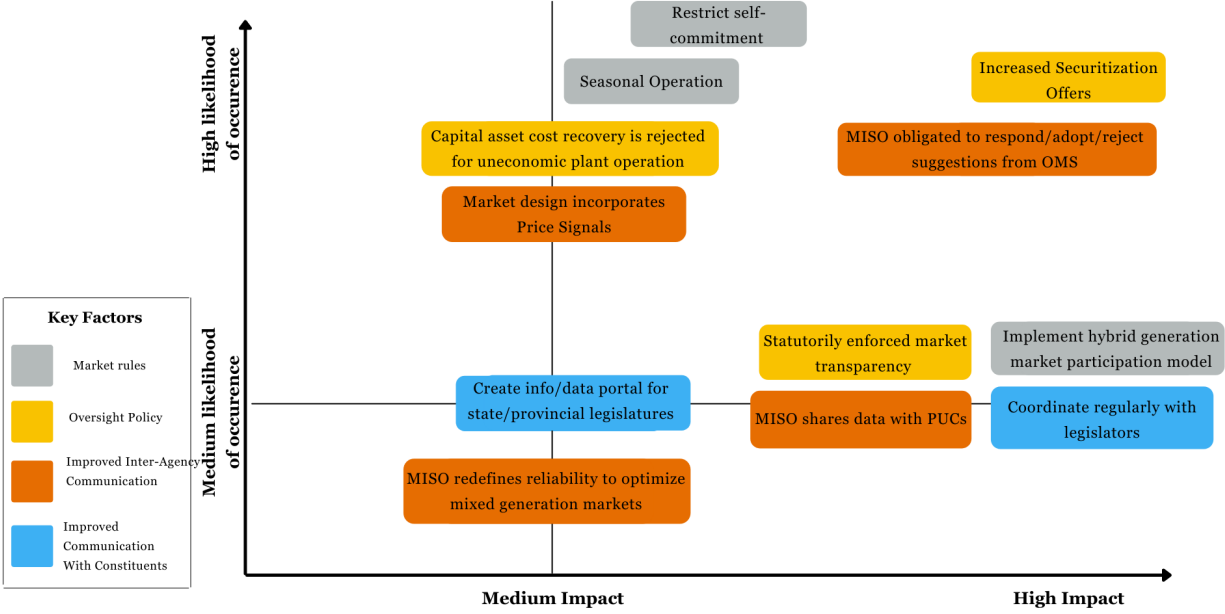 Restrict self-
commitment
Seasonal Operation
Increased Securitization
Offers
High likelihood
of occurence
Capital asset cost recovery is rejected
for uneconomic plant operation
MISO obligated to respond/adopt/reject
suggestions from OMS
Market design incorporates
Price Signals
Key Factors
Market rules
Oversight Policy
Improved Inter-Agency
Communication
Improved
Communication
With Constituents
Medium likelihood
of occurence
Statutorily enforced market
transparency
Implement hybrid generation
market participation model
Create info/data portal for
state/provincial legislatures
MISO shares data with PUCs
Coordinate regularly with
legislators
MISO redefines reliability to optimize
mixed generation markets
Medium Impact
High Impact